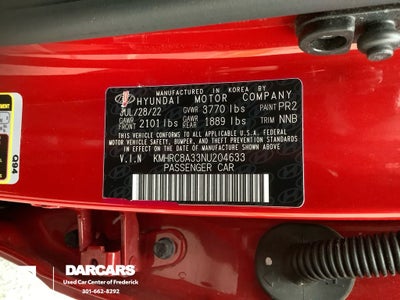 MANUFACTURED IN KOREA BY
HYUNDAI MOTOR COMPANY
JUL/28/22 GVWR 3770 lbs PAINT PR2
GAWR FRONT 2101 lbs GAWR REAR 1889 lbs TRIM NNB
THIS VEHICLE CONFORMS TO ALL APPLICABLE FEDERAL
MOTOR VEHICLE SAFETY, BUMPER, AND THEFT PREVENTION STANDARDS
IN EFFECT ON THE DATE OF MANUFACTURE SHOWN ABOVE.
V.I.N KMHRC8A33NU204633
PASSENGER CAR
Q94
DARCARS
Used Car Center of Frederick
301-663-8292